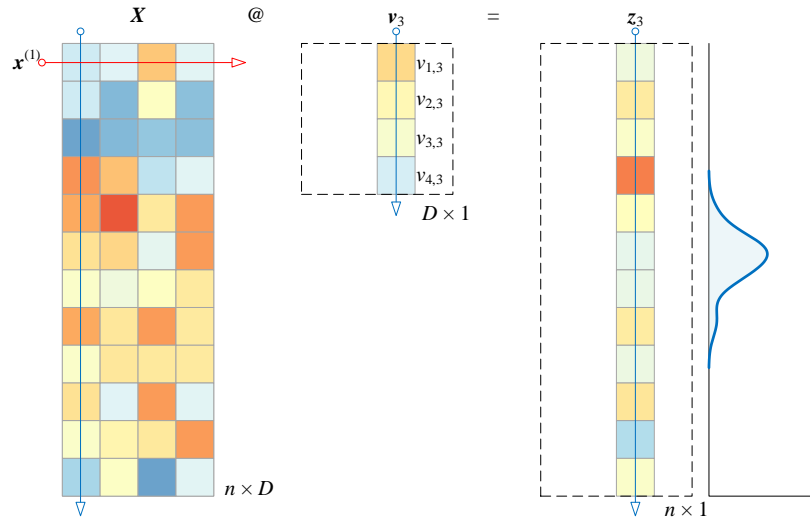 X @ v₃ = z₃
x⁽¹⁾
v₁,₃
v₂,₃
v₃,₃
v₄,₃
D × 1
n × D
n × 1